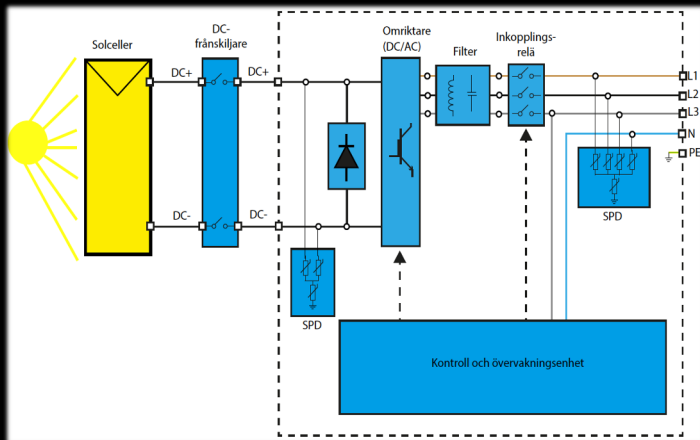 Solceller
DC-
frånskiljare
Omriktare
(DC/AC)
Filter
Inkopplings-
relä
DC+
DC+
L1
L2
L3
N
PE
DC-
DC-
SPD
SPD
Kontroll och övervakningsenhet